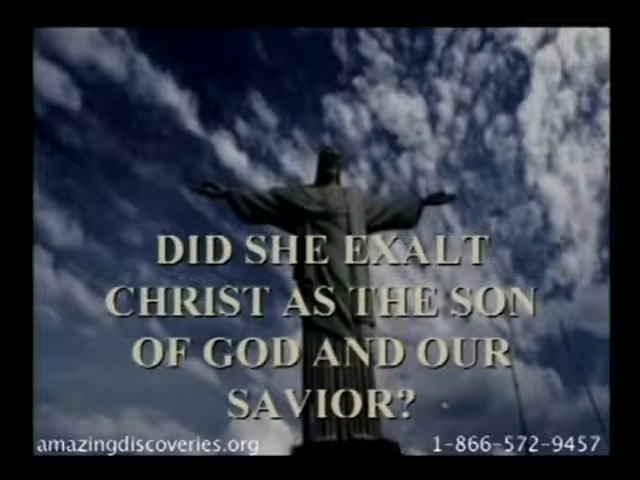 DID SHE EXALT
CHRIST AS THE SON
OF GOD AND OUR
SAVIOR?
amazingdiscoveries.org
1-866-572-9457